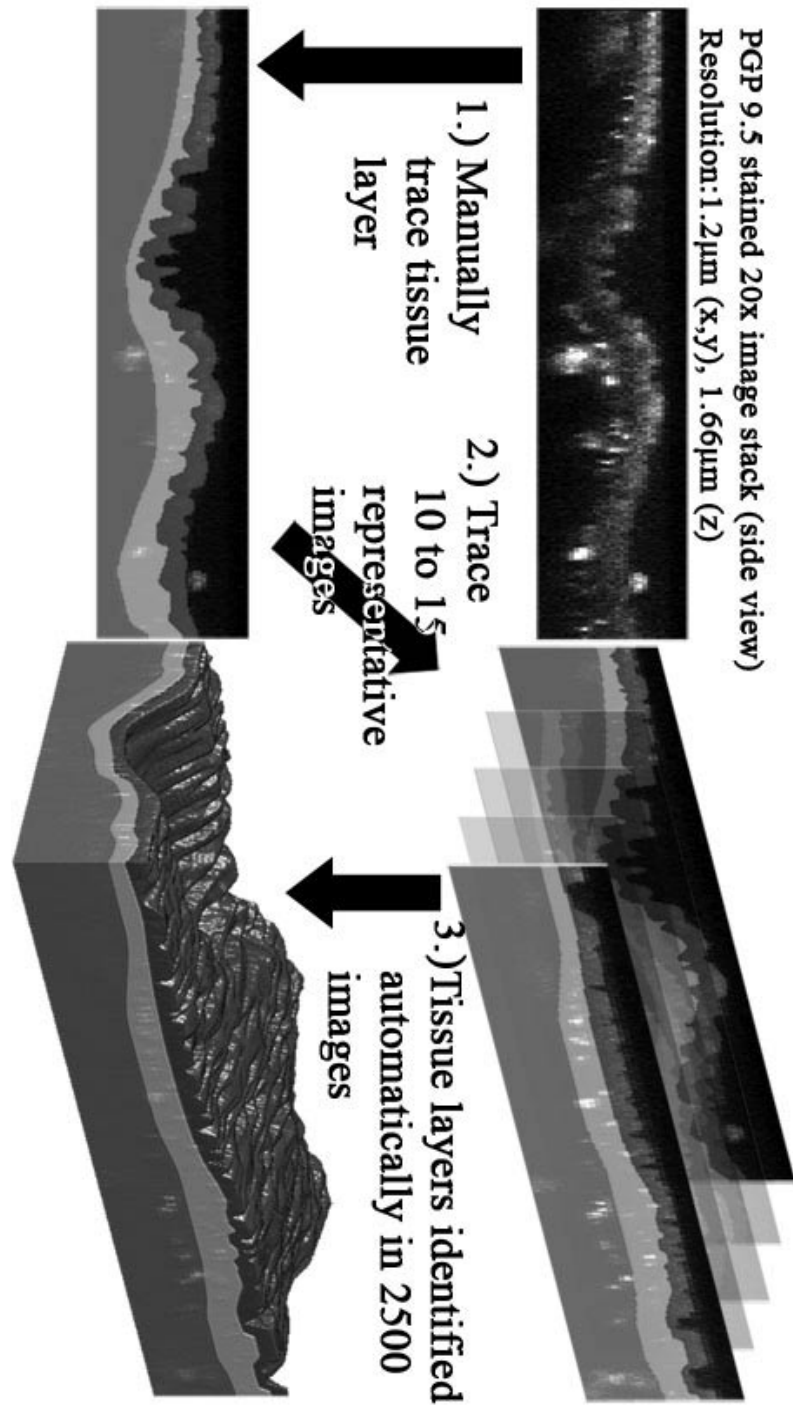 PGP 9.5 stained 20x image stack (side view)
Resolution:1.2µm (x,y), 1.66µm (z)
1.) Manually
trace tissue
layer
2.) Trace
10 to 15
representative
images
3.)Tissue layers identified
automatically in 2500
images